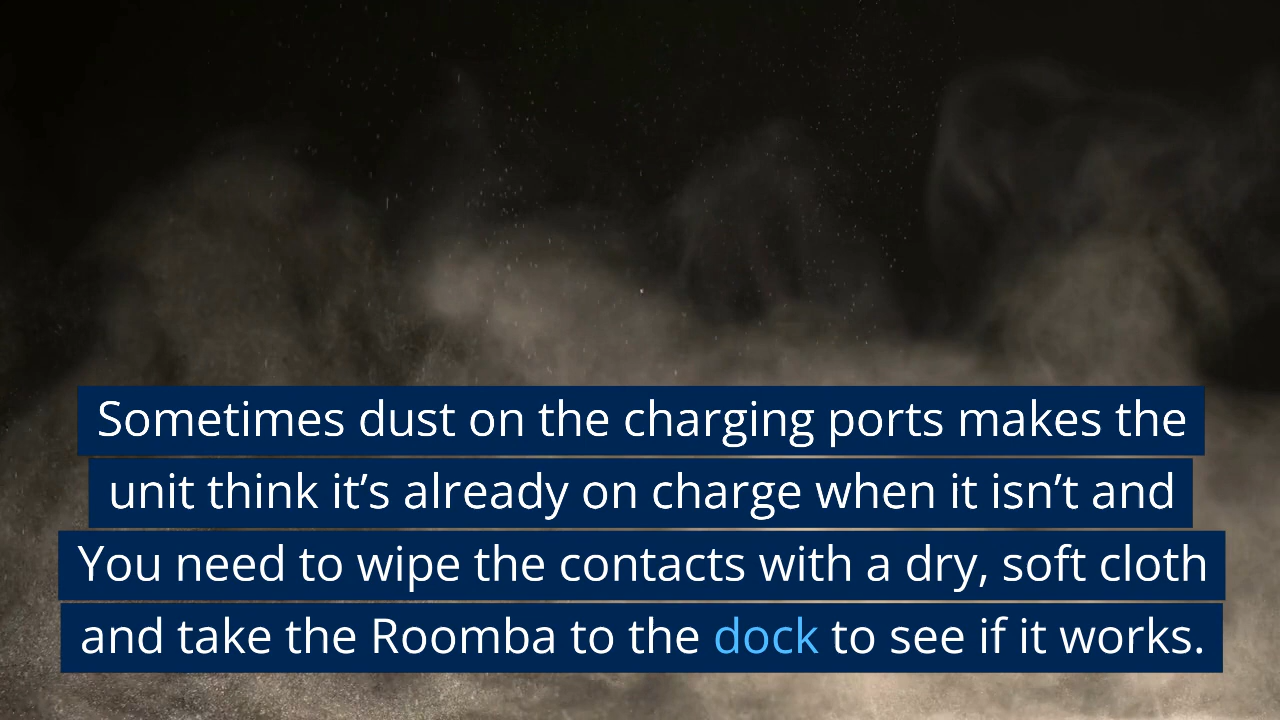 Sometimes dust on the charging ports makes the
unit think it’s already on charge when it isn’t and
You need to wipe the contacts with a dry, soft cloth
and take the Roomba to the dock to see if it works.